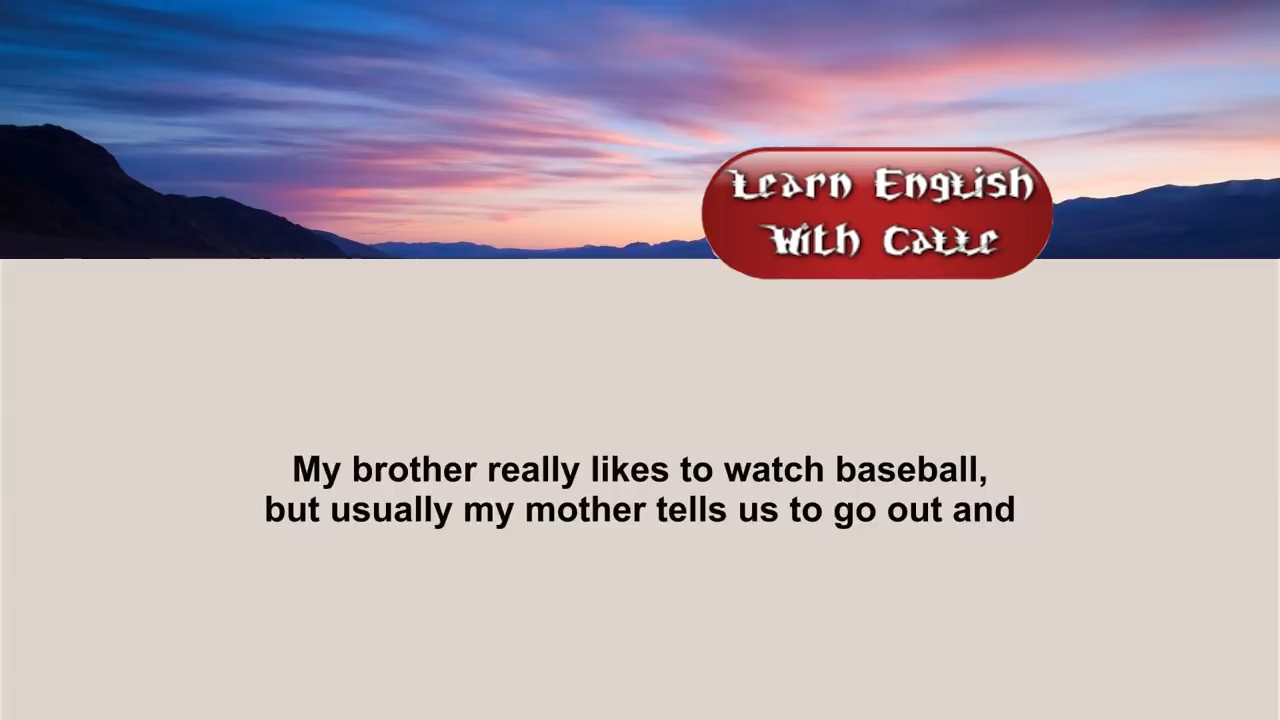 Learn English
With Calle
My brother really likes to watch baseball,
but usually my mother tells us to go out and